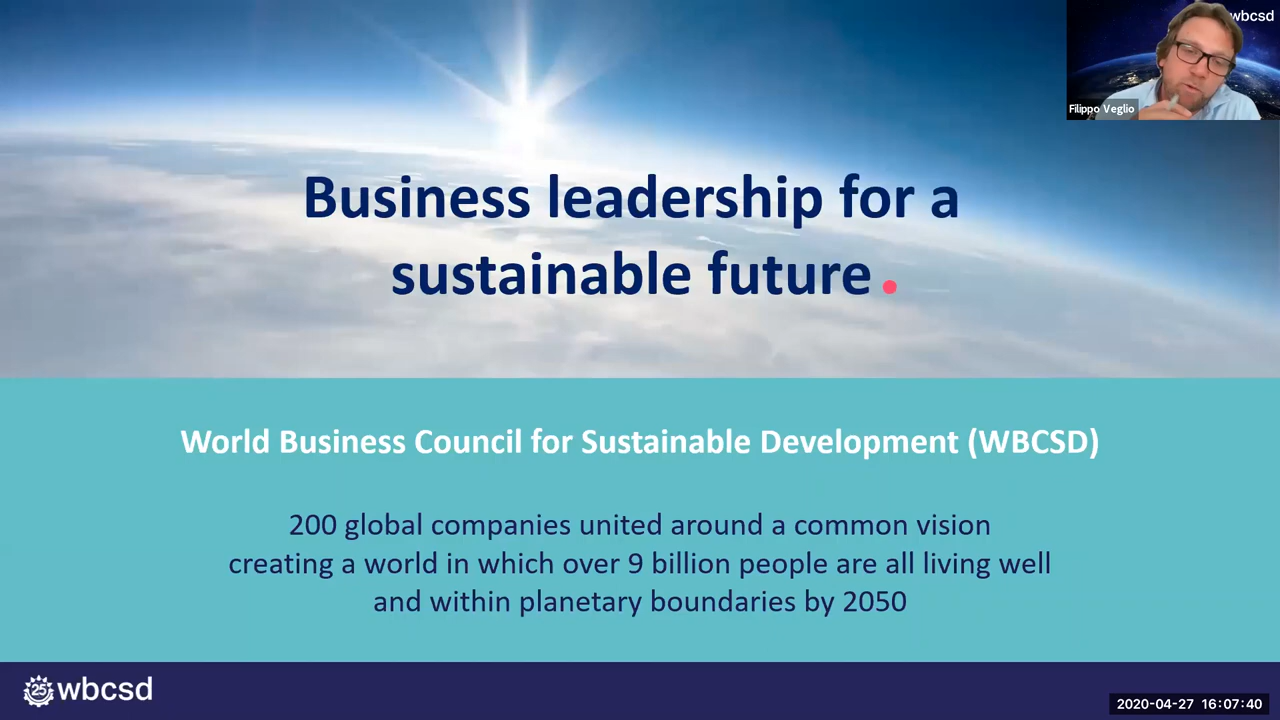 wbcsd
Filippo Veglio
Business leadership for a
sustainable future.
World Business Council for Sustainable Development (WBCSD)
200 global companies united around a common vision
creating a world in which over 9 billion people are all living well
and within planetary boundaries by 2050
25 wbcsd
2020-04-27 16:07:40